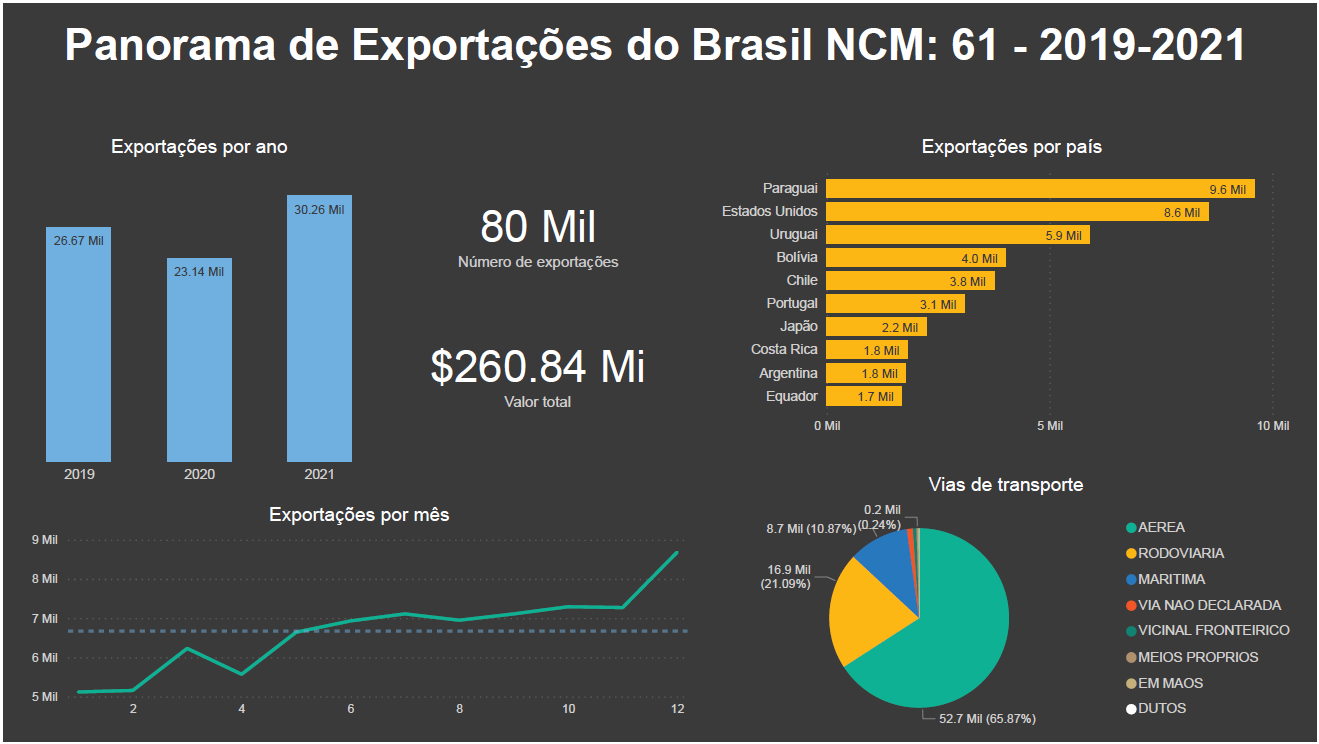 Panorama de Exportações do Brasil NCM: 61 - 2019-2021
Exportações por ano
26.67 Mil
23.14 Mil
30.26 Mil
2019
2020
2021
80 Mil
Número de exportações
$260.84 Mi
Valor total
Exportações por país
Paraguai
9.6 Mil
Estados Unidos
8.6 Mil
Uruguai
5.9 Mil
Bolívia
4.0 Mil
Chile
3.8 Mil
Portugal
3.1 Mil
Japão
2.2 Mil
Costa Rica
1.8 Mil
Argentina
1.8 Mil
Equador
1.7 Mil
0 Mil
5 Mil
10 Mil
Exportações por mês
9 Mil
8 Mil
7 Mil
6 Mil
5 Mil
2
4
6
8
10
12
Vias de transporte
0.2 Mil
(0.24%)
8.7 Mil (10.87%)
16.9 Mil
(21.09%)
52.7 Mil (65.87%)
AEREA
RODOVIARIA
MARITIMA
VIA NAO DECLARADA
VICINAL FRONTEIRICO
MEIOS PROPRIOS
EM MAOS
DUTOS